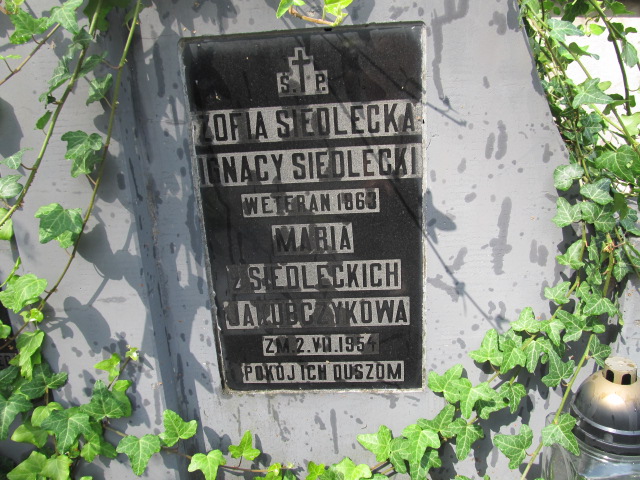 Ś. P.
ZOFIA SIEDLECKA
IGNACY SIEDLECKI
WETERAN 1863
MARIA
Z SIEDLECKICH
JAKUBCZYKOWA
ZM. 2.VII.1954
POKÓJ ICH DUSZOM